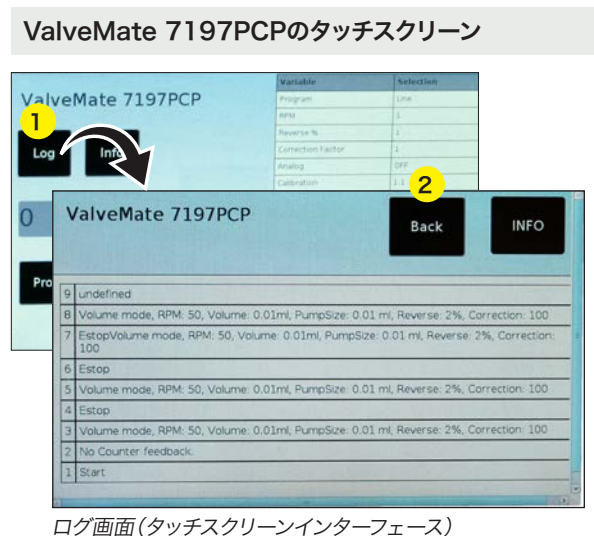 ValveMate 7197PCPのタッチスクリーン
ValveMate 7197PCP
Variable Selection
Program Line
RPM 1
Reverse % 1
Correction Factor 1
Analog OFF
Calibration 1.1
1
Log
Info
0
Pro
2
ValveMate 7197PCP
Back
INFO
9 undefined
8 Volume mode, RPM: 50, Volume: 0.01ml, PumpSize: 0.01 ml, Reverse: 2%, Correction: 100
7 EstopVolume mode, RPM: 50, Volume: 0.01ml, PumpSize: 0.01 ml, Reverse: 2%, Correction:
100
6 Estop
5 Volume mode, RPM: 50, Volume: 0.01ml, PumpSize: 0.01 ml, Reverse: 2%, Correction: 100
4 Estop
3 Volume mode, RPM: 50, Volume: 0.01ml, PumpSize: 0.01 ml, Reverse: 2%, Correction: 100
2 No Counter feedback.
1 Start
ログ画面（タッチスクリーンインターフェース）